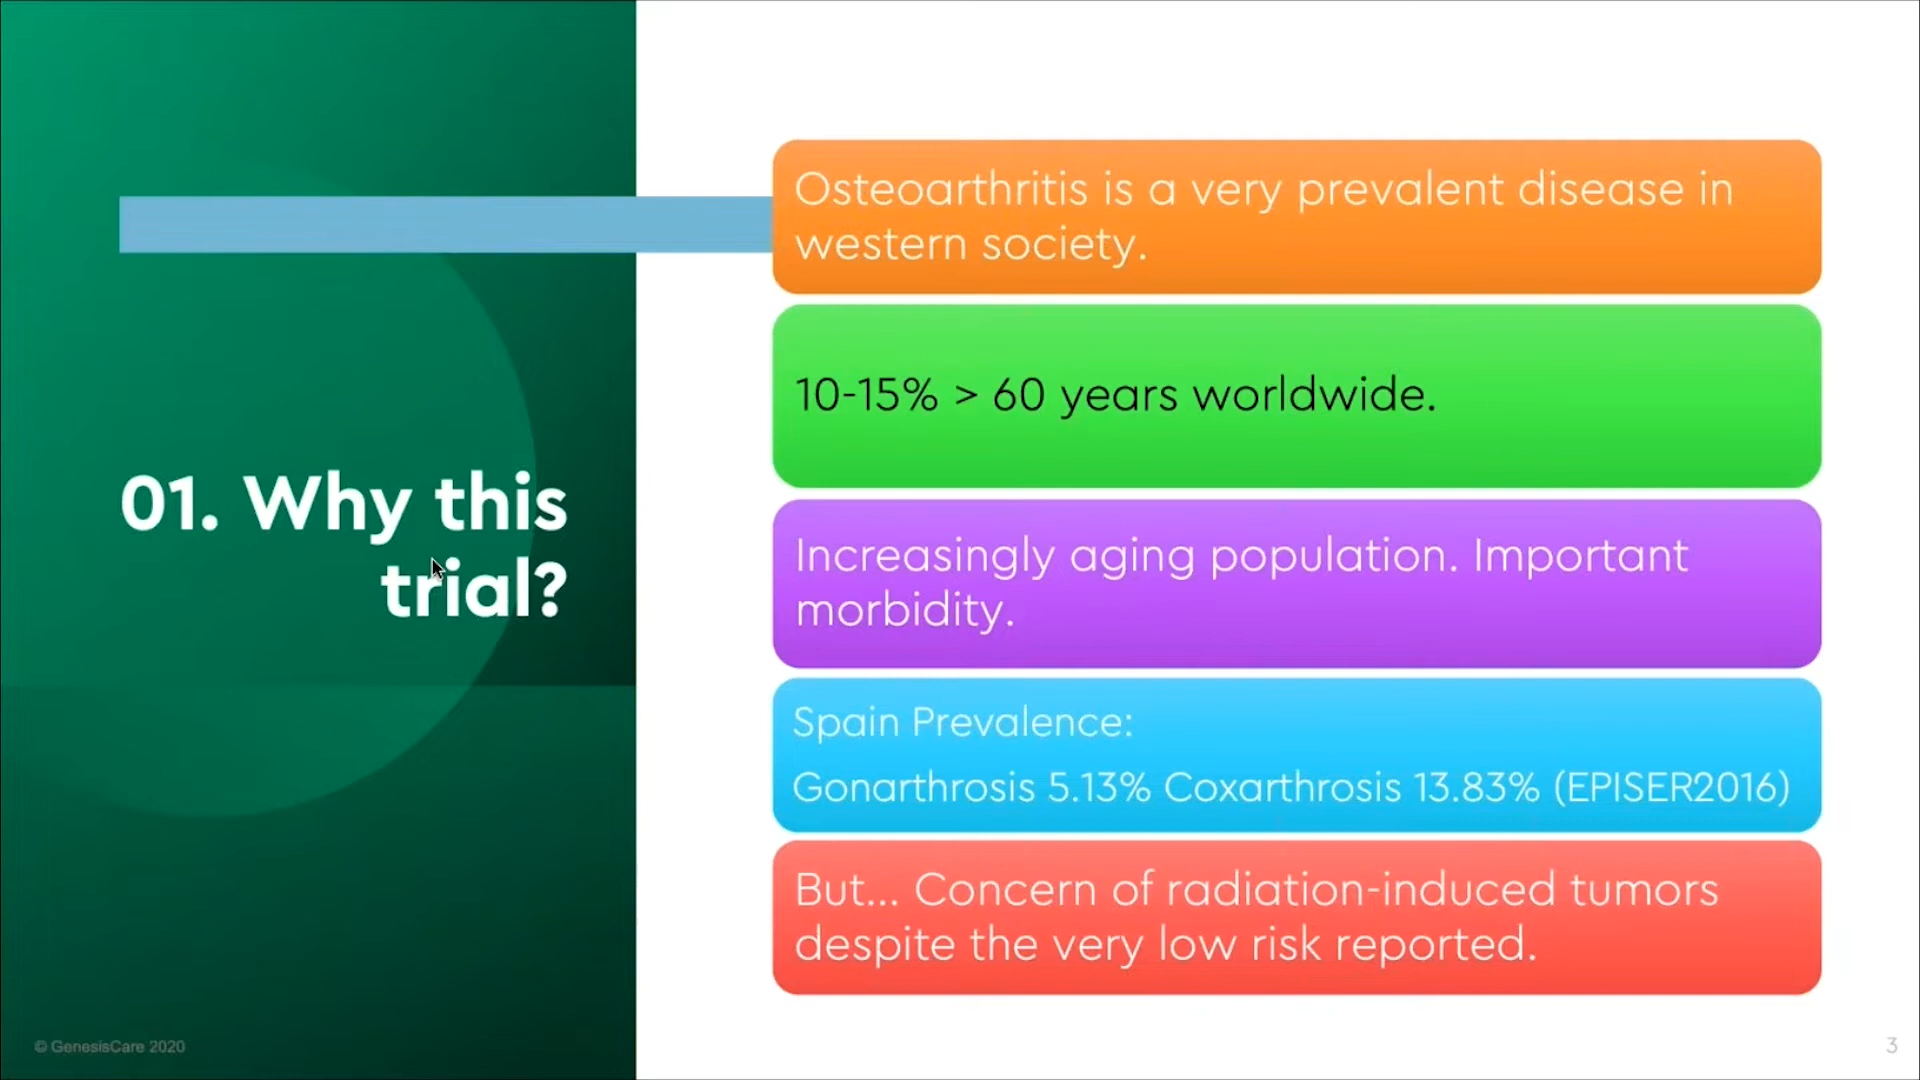 01. Why this
trial?
Osteoarthritis is a very prevalent disease in
western society.
10-15% > 60 years worldwide.
Increasingly aging population. Important
morbidity.
Spain Prevalence:
Gonarthrosis 5.13% Coxarthrosis 13.83% (EPISER2016)
But... Concern of radiation-induced tumors
despite the very low risk reported.
© GenesisCare 2020
3